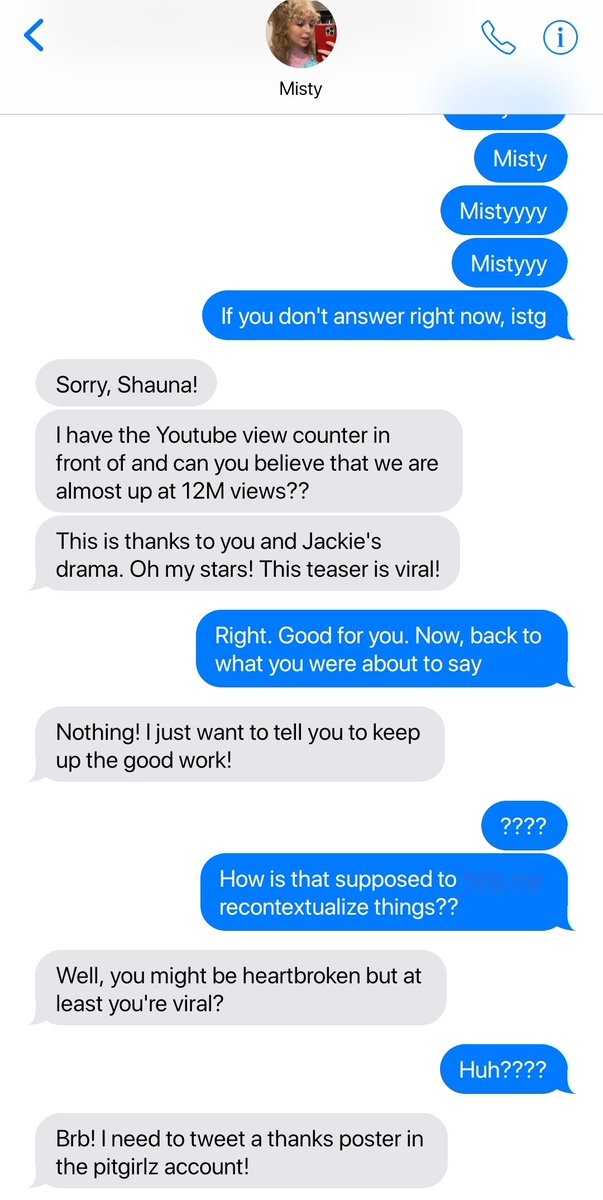 Misty
Misty
Mistyyyy
Mistyyy
If you don't answer right now, istg
Sorry, Shauna!
I have the Youtube view counter in
front of and can you believe that we are
almost up at 12M views??
This is thanks to you and Jackie's
drama. Oh my stars! This teaser is viral!
Right. Good for you. Now, back to
what you were about to say
Nothing! I just want to tell you to keep
up the good work!
????
How is that supposed to help me
recontextualize things??
Well, you might be heartbroken but at
least you're viral?
Huh????
Brb! I need to tweet a thanks poster in
the pitgirlz account!